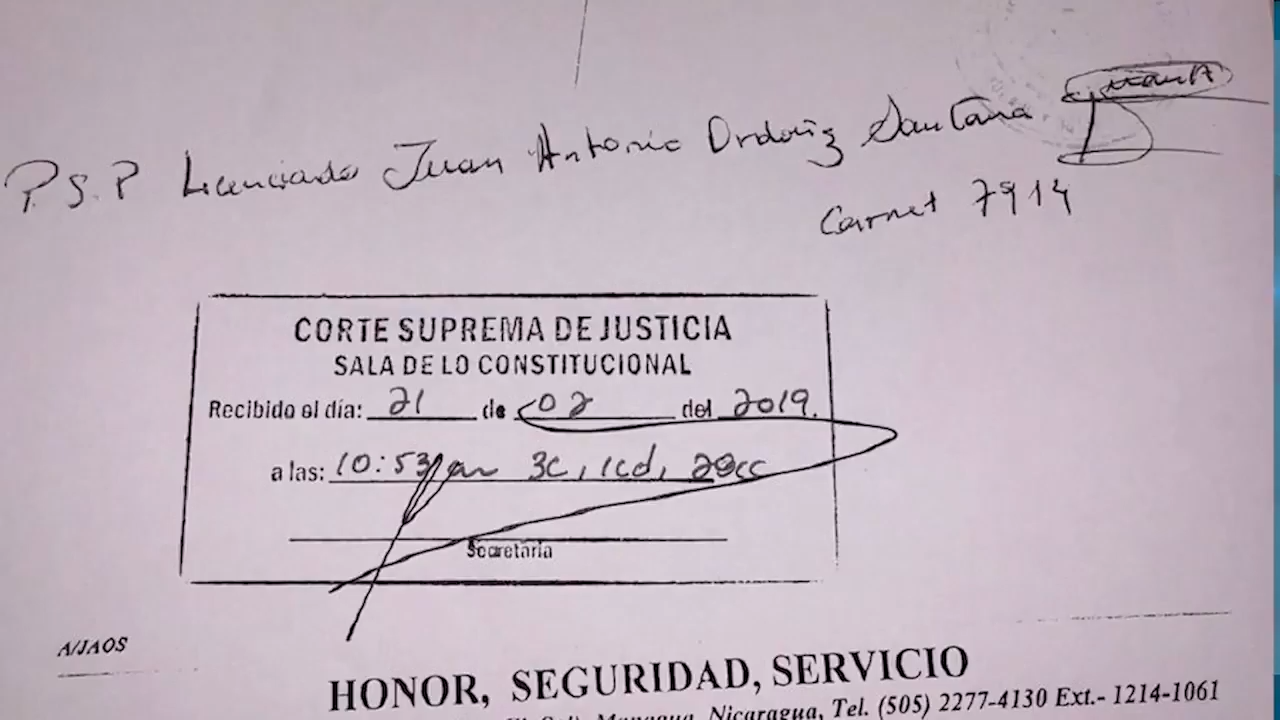 P.S.P Licenciado Juan Antonio Ordoñez Santana
Carnet 7914
CORTE SUPREMA DE JUSTICIA
SALA DE LO CONSTITUCIONAL
Recibido el día: 21 de 02 del 2019.
a las: 10:53 am 3c, 1cd, 20cc
Secretaria
A/JAOS
HONOR, SEGURIDAD, SERVICIO
Managua, Nicaragua, Tel. (505) 2277-4130 Ext.- 1214-1061